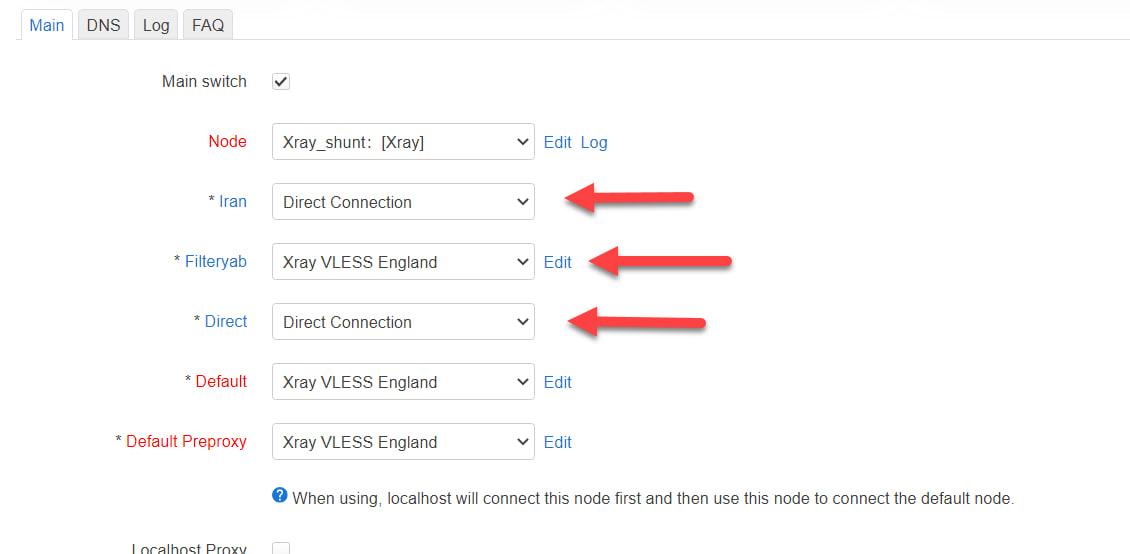 Main DNS Log FAQ
Main switch
Node Xray_shunt：[Xray] Edit Log
* Iran Direct Connection
* Filteryab Xray VLESS England Edit
* Direct Direct Connection
* Default Xray VLESS England Edit
* Default Preproxy Xray VLESS England Edit
? When using, localhost will connect this node first and then use this node to connect the default node.
Localhost Proxy